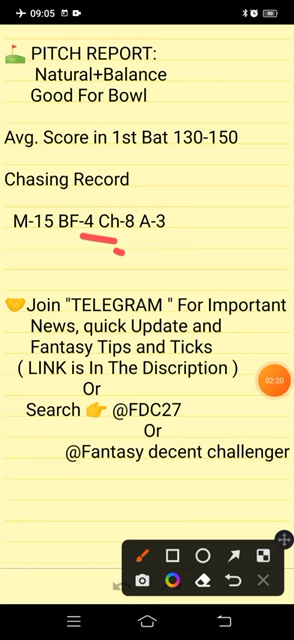 09:05
90
PITCH REPORT:
Natural+Balance
Good For Bowl
Avg. Score in 1st Bat 130-150
Chasing Record
M-15 BF-4 Ch-8 A-3
Join "TELEGRAM " For Important
News, quick Update and
Fantasy Tips and Ticks
( LINK is In The Discription )
Or
Search 👉 @FDC27
Or
@Fantasy decent challenger
02:20